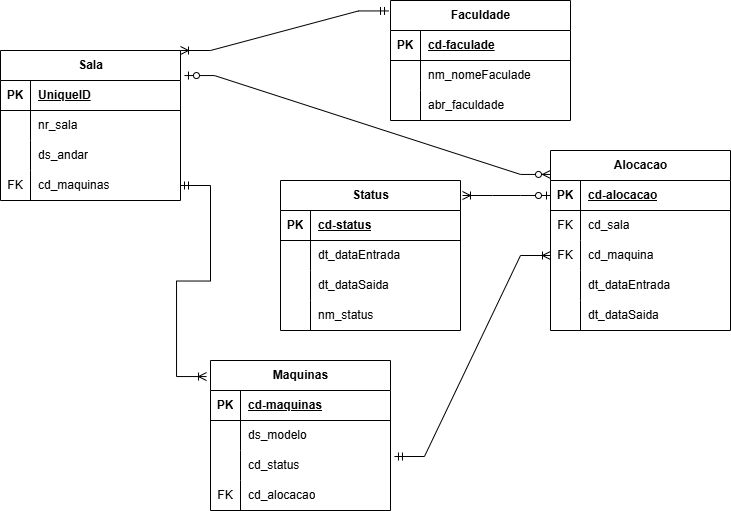 Faculdade
PK cd-faculade
nm_nomeFaculade
abr_faculdade
Sala
PK UniqueID
nr_sala
ds_andar
FK cd_maquinas
Alocacao
PK cd-alocacao
FK cd_sala
FK cd_maquina
dt_dataEntrada
dt_dataSaida
Status
PK cd-status
dt_dataEntrada
dt_dataSaida
nm_status
Maquinas
PK cd-maquinas
ds_modelo
cd_status
FK cd_alocacao